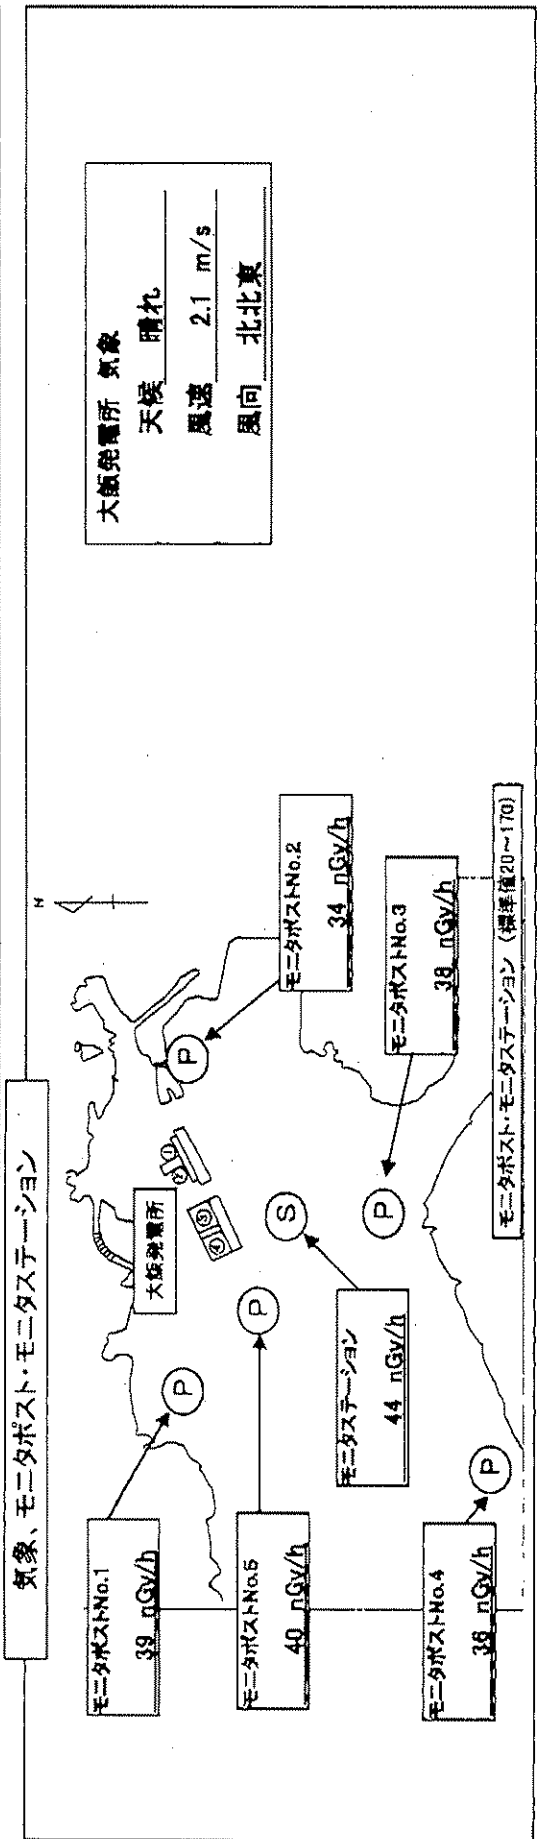 気象、モニタポスト・モニタステーション
モニタポストNo.1
39 nGy/h
モニタポストNo.5
40 nGy/h
モニタポストNo.4
36 nGy/h
モニタステーション
44 nGy/h
大飯発電所
P
P
P
S
P
P
①
②
③
④
N
モニタポストNo.2
34 nGy/h
モニタポストNo.3
38 nGy/h
モニタポスト・モニタステーション (標準値20~170)
大飯発電所 気象
天候 晴れ
風速 2.1 m/s
風向 北北東